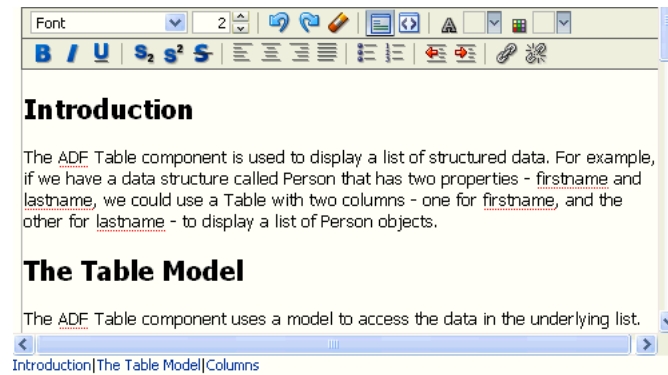 Font 2 A
B I U S2 S2 S
Introduction
The ADF Table component is used to display a list of structured data. For example,
if we have a data structure called Person that has two properties - firstname and
lastname, we could use a Table with two columns - one for firstname, and the
other for lastname - to display a list of Person objects.
The Table Model
The ADF Table component uses a model to access the data in the underlying list.
Introduction|The Table Model|Columns